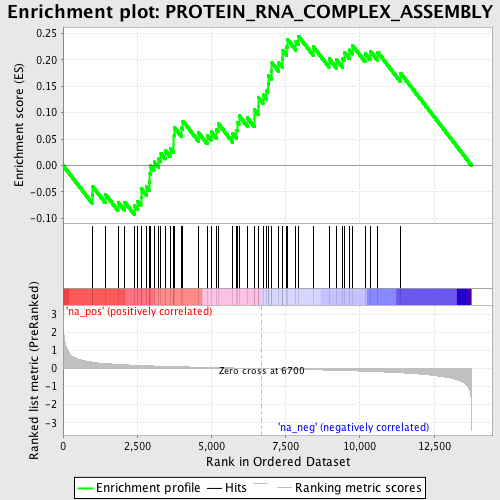 Enrichment plot: PROTEIN_RNA_COMPLEX_ASSEMBLY
Enrichment score (ES)
0.25
0.20
0.15
0.10
0.05
0.00
-0.05
-0.10
'na_pos' (positively correlated)
Ranked list metric (PreRanked)
3
2
1
0
-1
-2
-3
Zero cross at 6700
'na_neg' (negatively correlated)
0
2,500
5,000
7,500
10,000
12,500
Rank in Ordered Dataset
Enrichment profile
Hits
Ranking metric scores